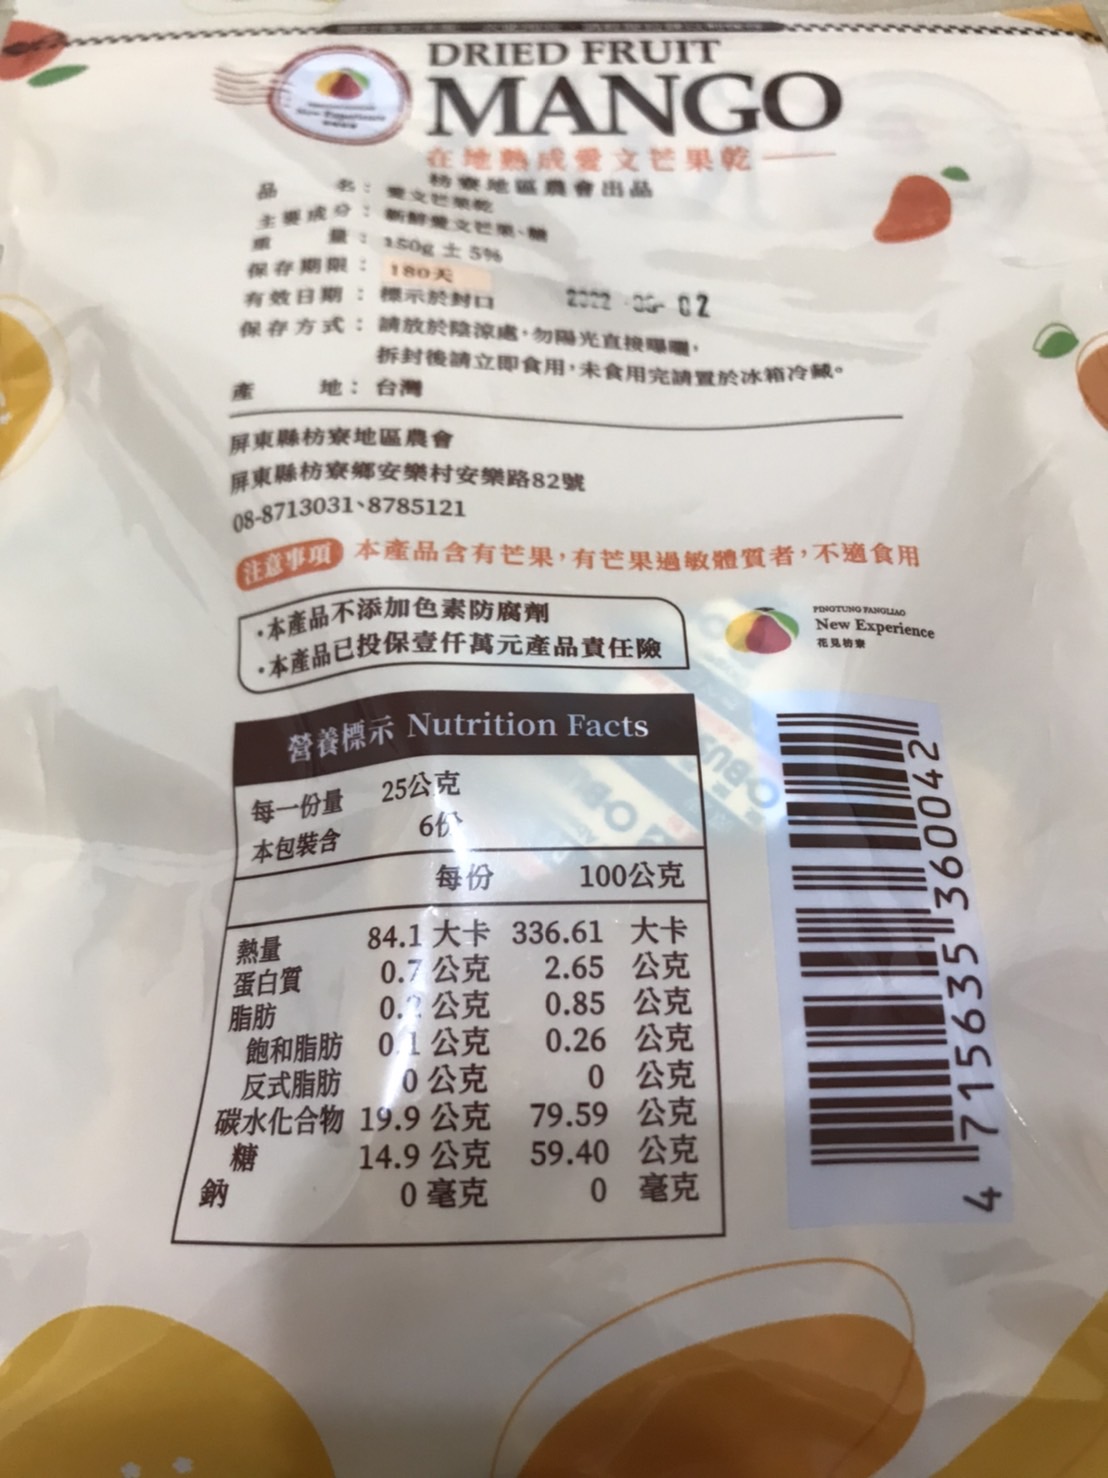 DRIED FRUIT
MANGO
在地熟成愛文芒果乾
枋寮地區農會出品
品名：愛文芒果乾
主要成分：新鮮愛文芒果、糖
重量：150g ± 5%
保存期限：180天
有效日期：標示於封口 2022 -06- 02
保存方式：請放於陰涼處，勿陽光直接曝曬，
拆封後請立即食用，未食用完請置於冰箱冷藏。
產地：台灣
屏東縣枋寮地區農會
屏東縣枋寮鄉安樂村安樂路82號
08-8713031、8785121
注意事項 本產品含有芒果，有芒果過敏體質者，不適食用
・本產品不添加色素防腐劑
・本產品已投保壹仟萬元產品責任險
PINGTUNG FANGLIAO
New Experience
花見枋寮
營養標示 Nutrition Facts
每一份量 25公克
本包裝含 6份
每份 100公克
熱量 84.1 大卡 336.61 大卡
蛋白質 0.7 公克 2.65 公克
脂肪 0.2 公克 0.85 公克
飽和脂肪 0.1 公克 0.26 公克
反式脂肪 0 公克 0 公克
碳水化合物 19.9 公克 79.59 公克
糖 14.9 公克 59.40 公克
鈉 0 毫克 0 毫克
4 715635 360042